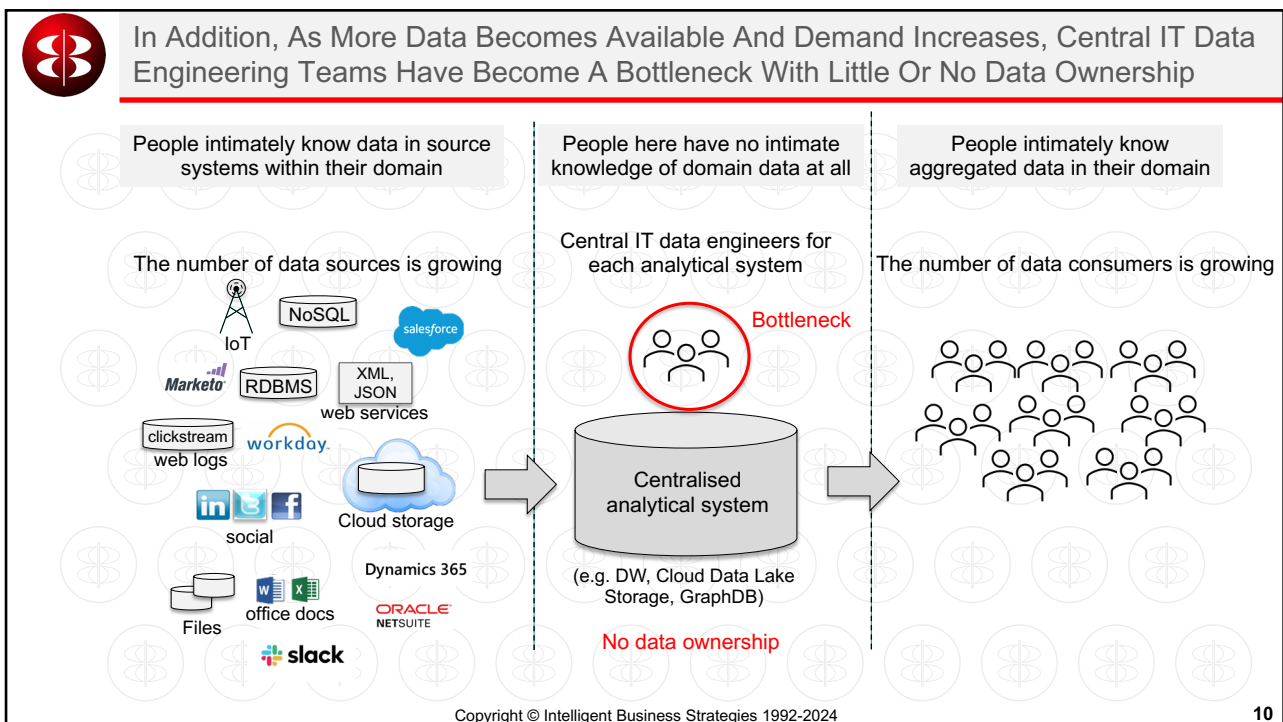 In Addition, As More Data Becomes Available And Demand Increases, Central IT Data
Engineering Teams Have Become A Bottleneck With Little Or No Data Ownership
People intimately know data in source
systems within their domain
The number of data sources is growing
IoT
NoSQL
salesforce
Marketo
RDBMS
XML,
JSON
web services
clickstream
web logs
workday
Cloud storage
in
f
social
Files
W
X
office docs
Dynamics 365
ORACLE
NETSUITE
slack
People here have no intimate
knowledge of domain data at all
Central IT data engineers for
each analytical system
Bottleneck
Centralised
analytical system
(e.g. DW, Cloud Data Lake
Storage, GraphDB)
No data ownership
People intimately know
aggregated data in their domain
The number of data consumers is growing
Copyright © Intelligent Business Strategies 1992-2024
10